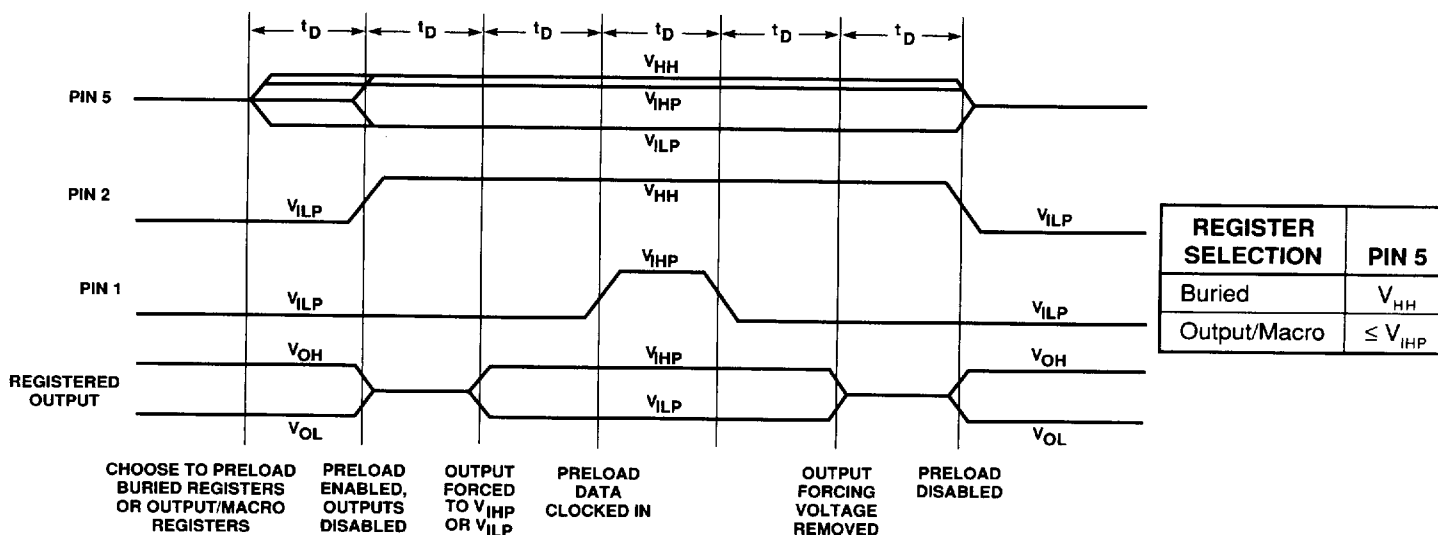 tD tD tD tD tD tD
PIN 5
VHH
VIHP
VILP
PIN 2
VILP
VHH
VILP
PIN 1
VILP
VIHP
VILP
REGISTERED
OUTPUT
VOH
VOL
VIHP
VILP
VOH
VOL
CHOOSE TO PRELOAD
BURIED REGISTERS
OR OUTPUT/MACRO
REGISTERS
PRELOAD
ENABLED,
OUTPUTS
DISABLED
OUTPUT
FORCED
TO VIHP
OR VILP
PRELOAD
DATA
CLOCKED IN
OUTPUT
FORCING
VOLTAGE
REMOVED
PRELOAD
DISABLED
REGISTER
SELECTION
PIN 5
Buried VHH
Output/Macro ≤ VIHP